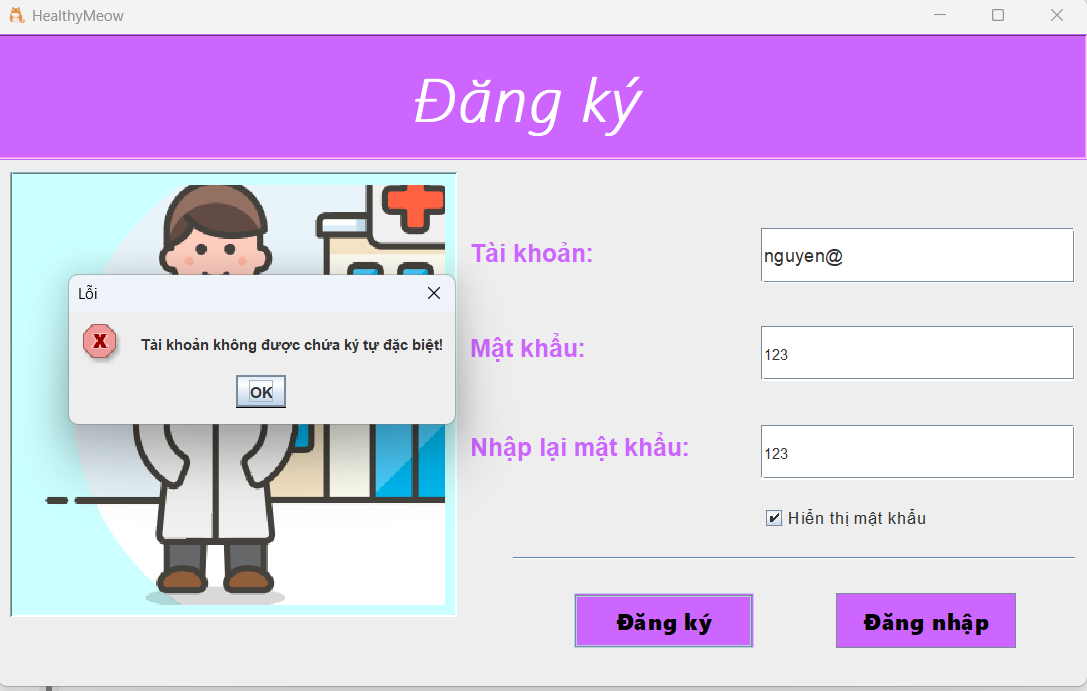 HealthyMeow
Đăng ký
Tài khoản:
nguyen@
Lỗi
Tài khoản không được chứa ký tự đặc biệt!
OK
Mật khẩu:
123
Nhập lại mật khẩu:
123
Hiển thị mật khẩu
Đăng ký
Đăng nhập